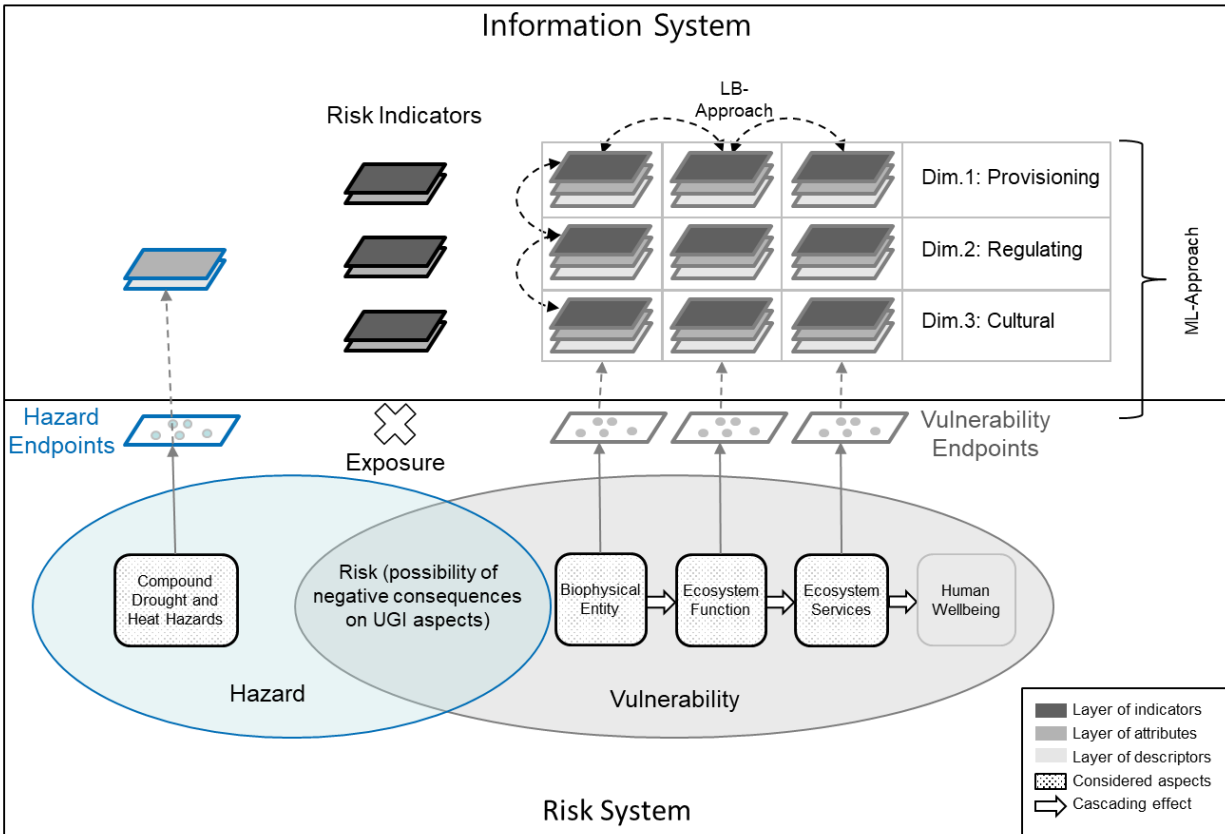 Information System
LB-
Approach
Risk Indicators
Dim.1: Provisioning
Dim.2: Regulating
Dim.3: Cultural
ML-Approach
Hazard
Endpoints
Exposure
Vulnerability
Endpoints
Compound
Drought and
Heat Hazards
Risk (possibility of
negative consequences
on UGI aspects)
Biophysical
Entity
Ecosystem
Function
Ecosystem
Services
Human
Wellbeing
Hazard
Vulnerability
Layer of indicators
Layer of attributes
Layer of descriptors
Considered aspects
Cascading effect
Risk System